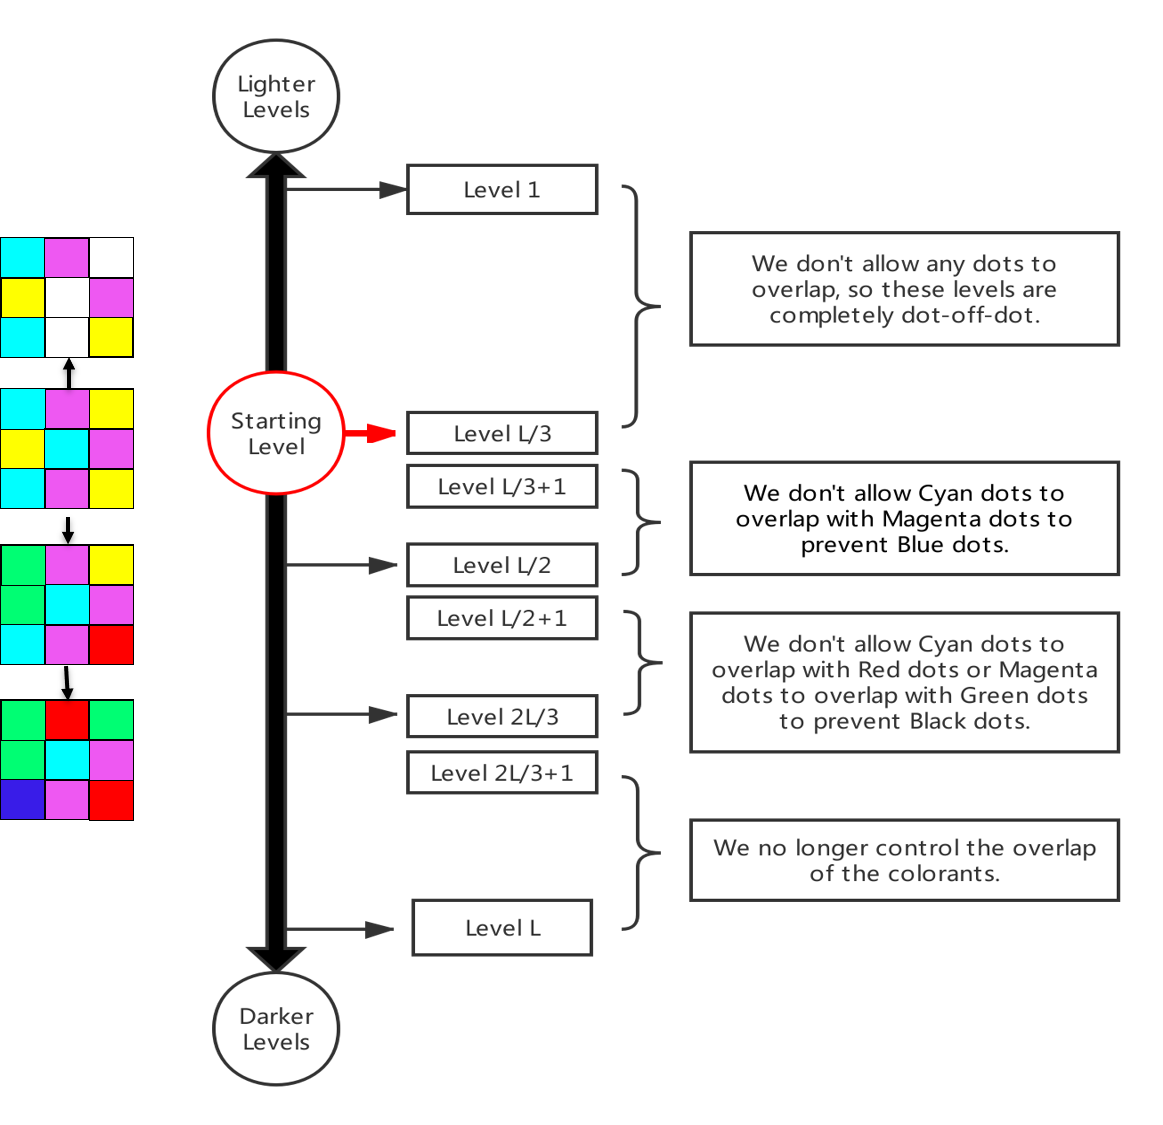 Lighter
Levels
Level 1
We don't allow any dots to
overlap, so these levels are
completely dot-off-dot.
Starting
Level
Level L/3
Level L/3+1
We don't allow Cyan dots to
overlap with Magenta dots to
prevent Blue dots.
Level L/2
Level L/2+1
We don't allow Cyan dots to
overlap with Red dots or Magenta
dots to overlap with Green dots
to prevent Black dots.
Level 2L/3
Level 2L/3+1
We no longer control the overlap
of the colorants.
Level L
Darker
Levels